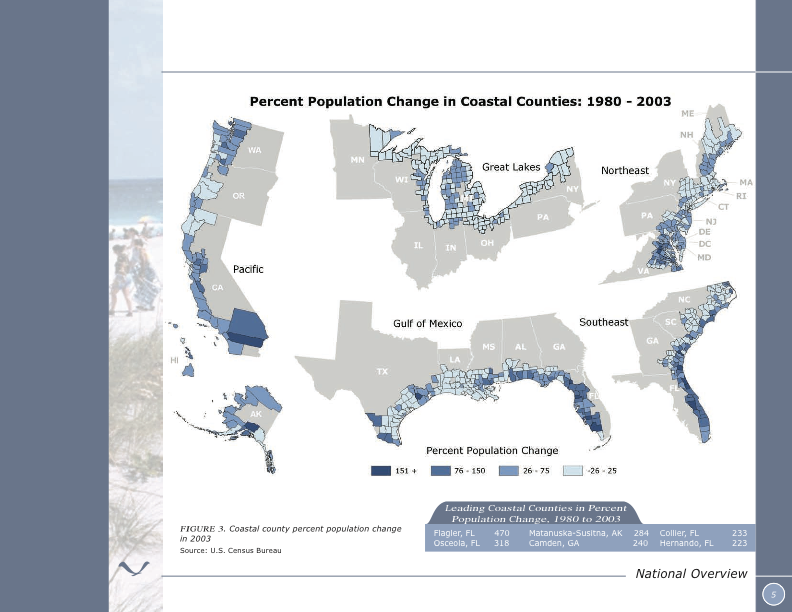 Percent Population Change in Coastal Counties: 1980 - 2003
ME
NH
WA
MN
Great Lakes
Northeast
WI
NY
NY
MA
OR
RI
PA
PA
CT
NJ
IL
IN
OH
DE
DC
MD
VA
Pacific
CA
NC
Gulf of Mexico
Southeast
SC
GA
MS
AL
GA
HI
LA
TX
FL
FL
AK
Percent Population Change
151 +
76 - 150
26 - 75
-26 - 25
Leading Coastal Counties in Percent
Population Change, 1980 to 2003
FIGURE 3. Coastal county percent population change
in 2003
Source: U.S. Census Bureau
Flagler, FL 470 Matanuska-Susitna, AK 284 Collier, FL 233
Osceola, FL 318 Camden, GA 240 Hernando, FL 223
National Overview
5